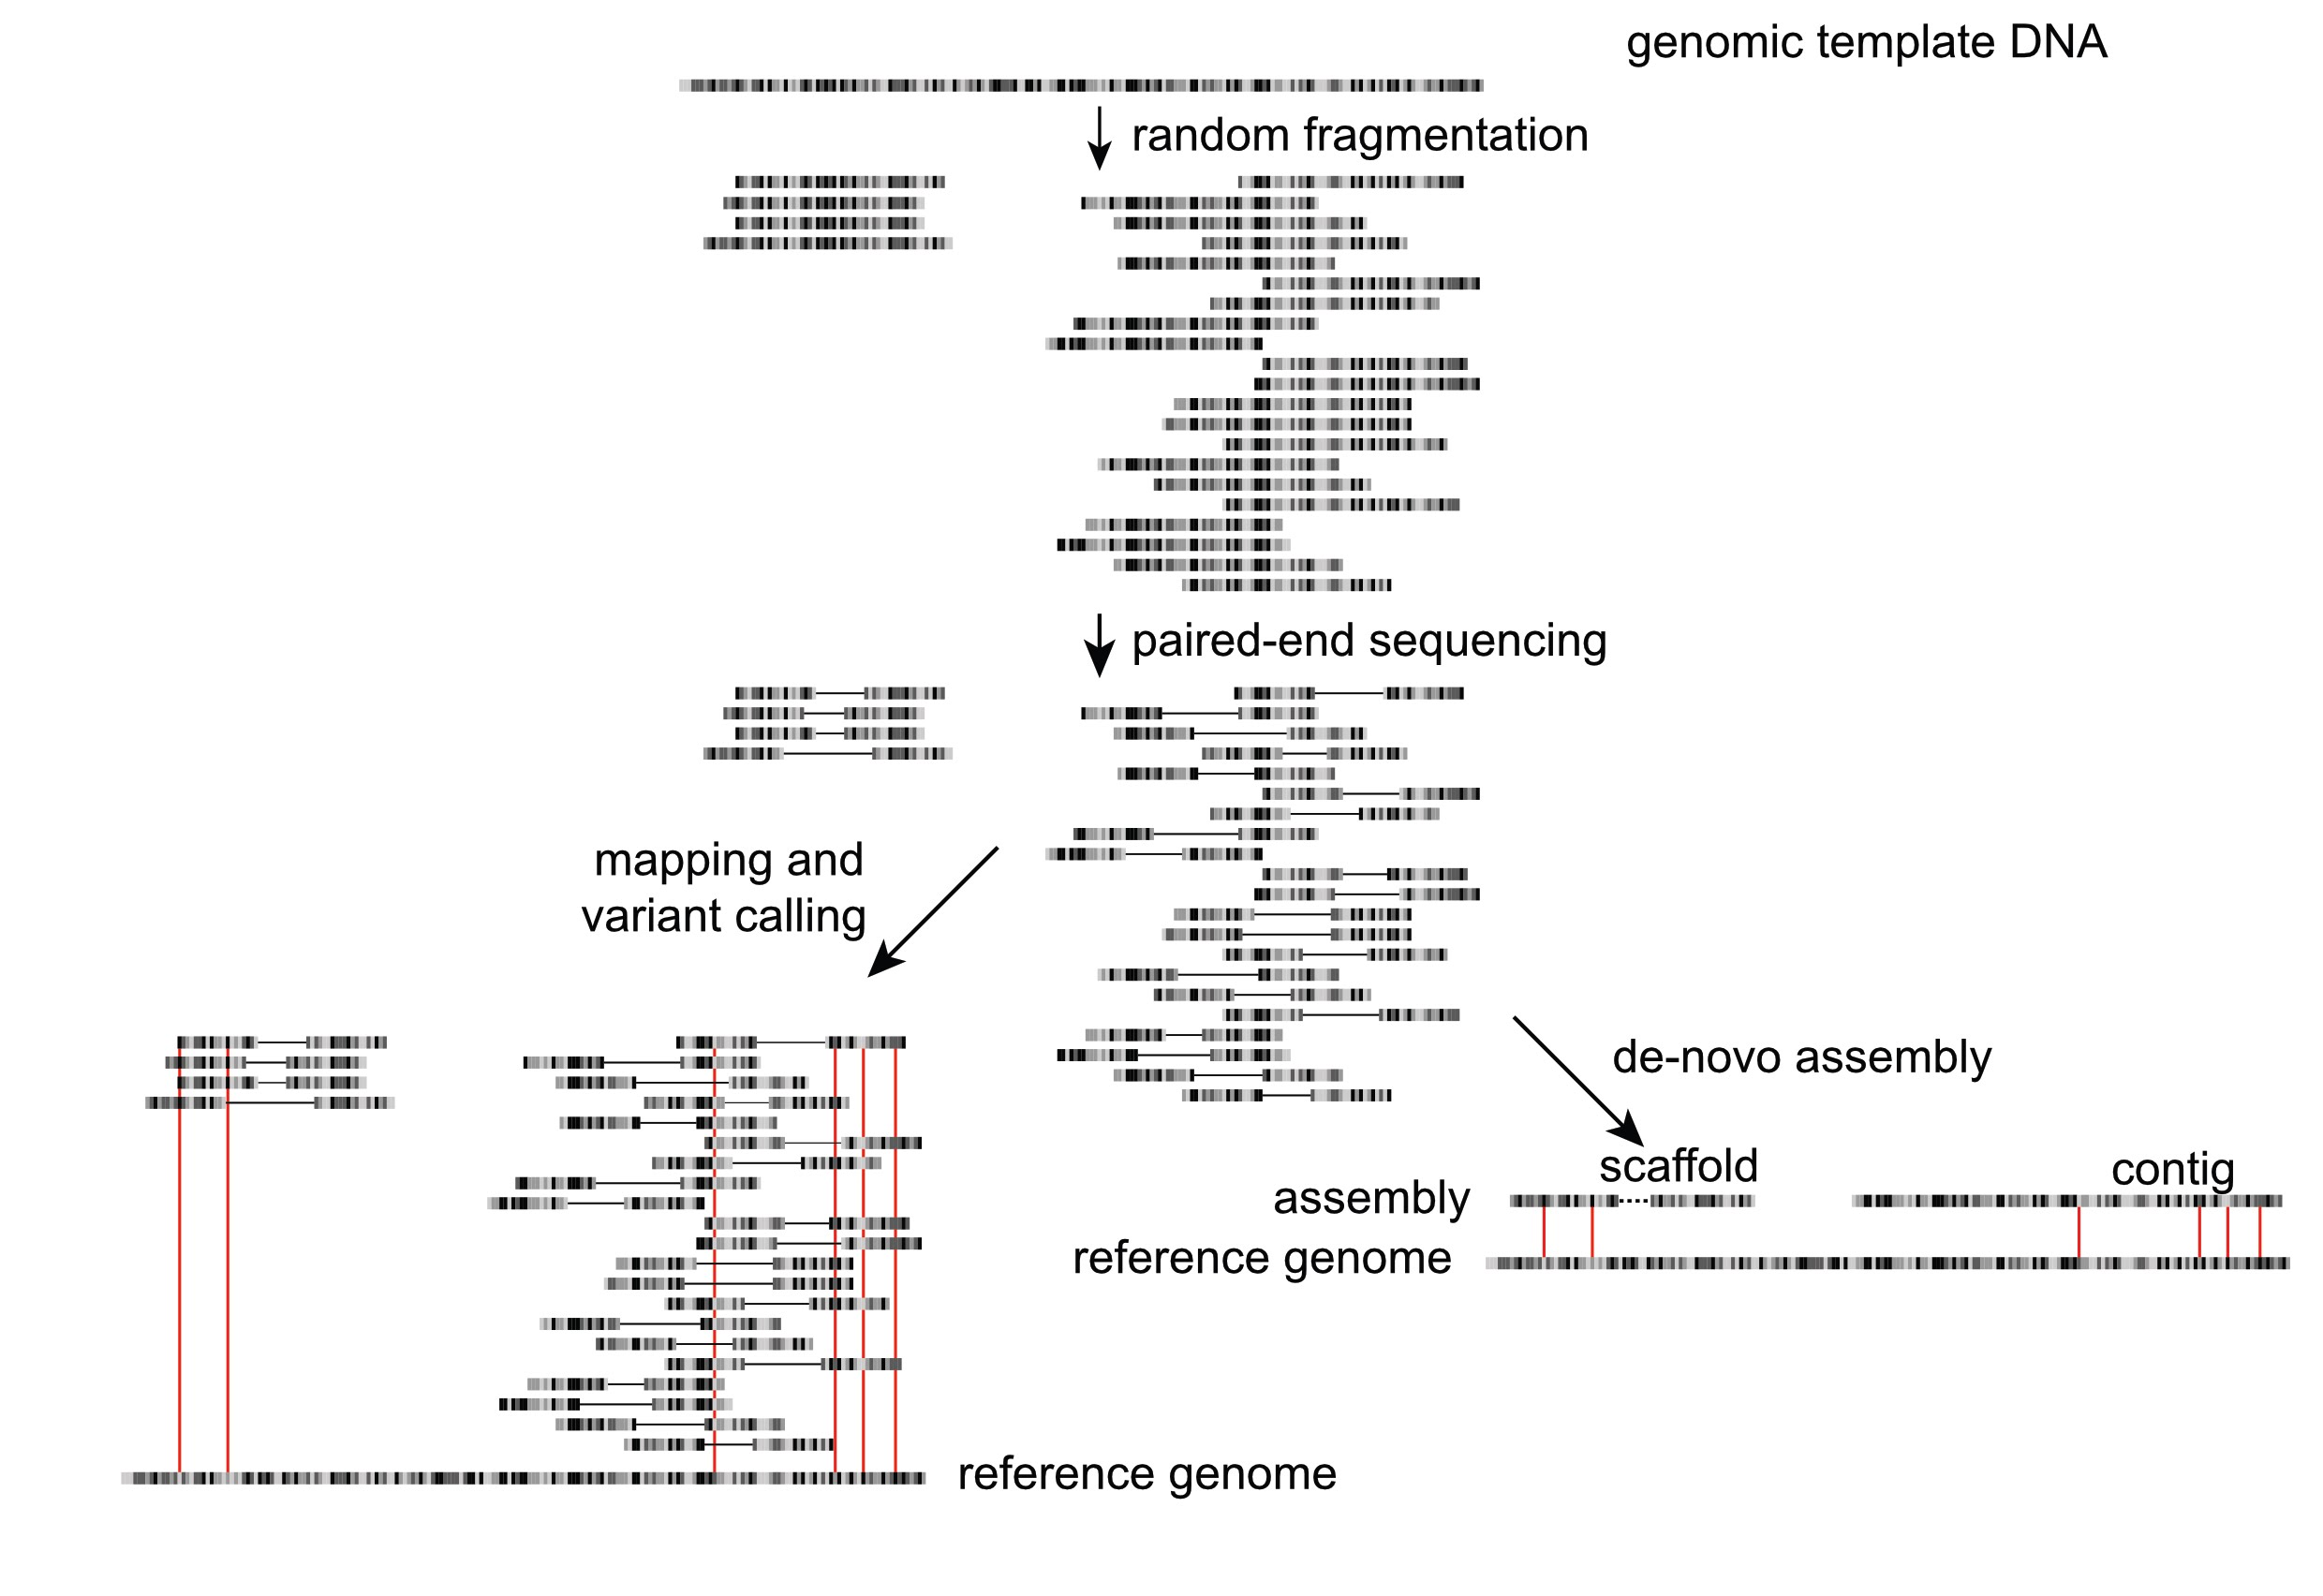 genomic template DNA
random fragmentation
paired-end sequencing
mapping and
variant calling
de-novo assembly
scaffold
contig
assembly
reference genome
reference genome